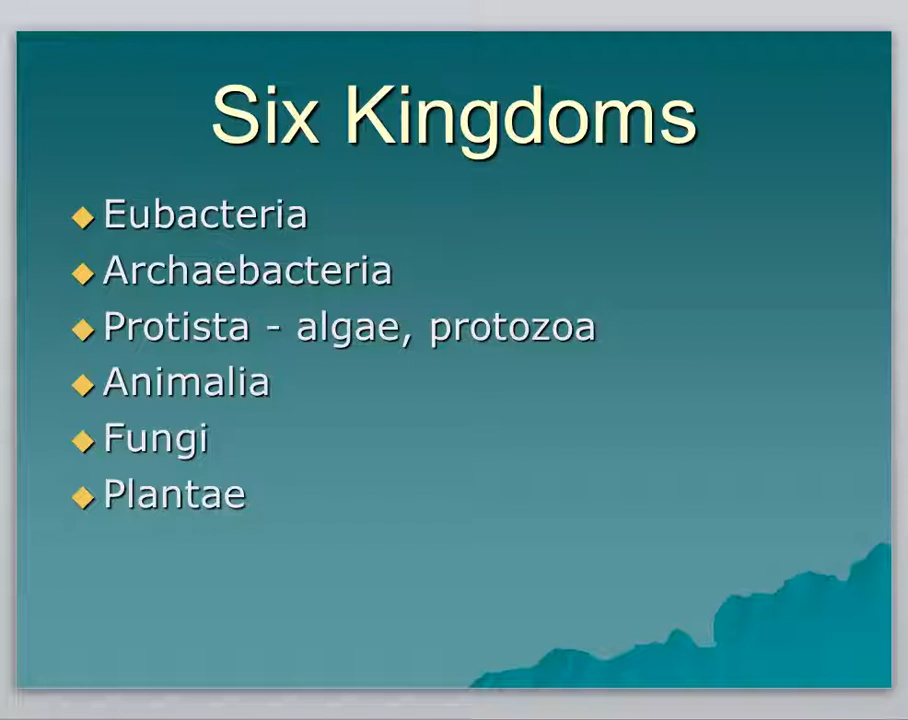 Six Kingdoms
Eubacteria
Archaebacteria
Protista - algae, protozoa
Animalia
Fungi
Plantae